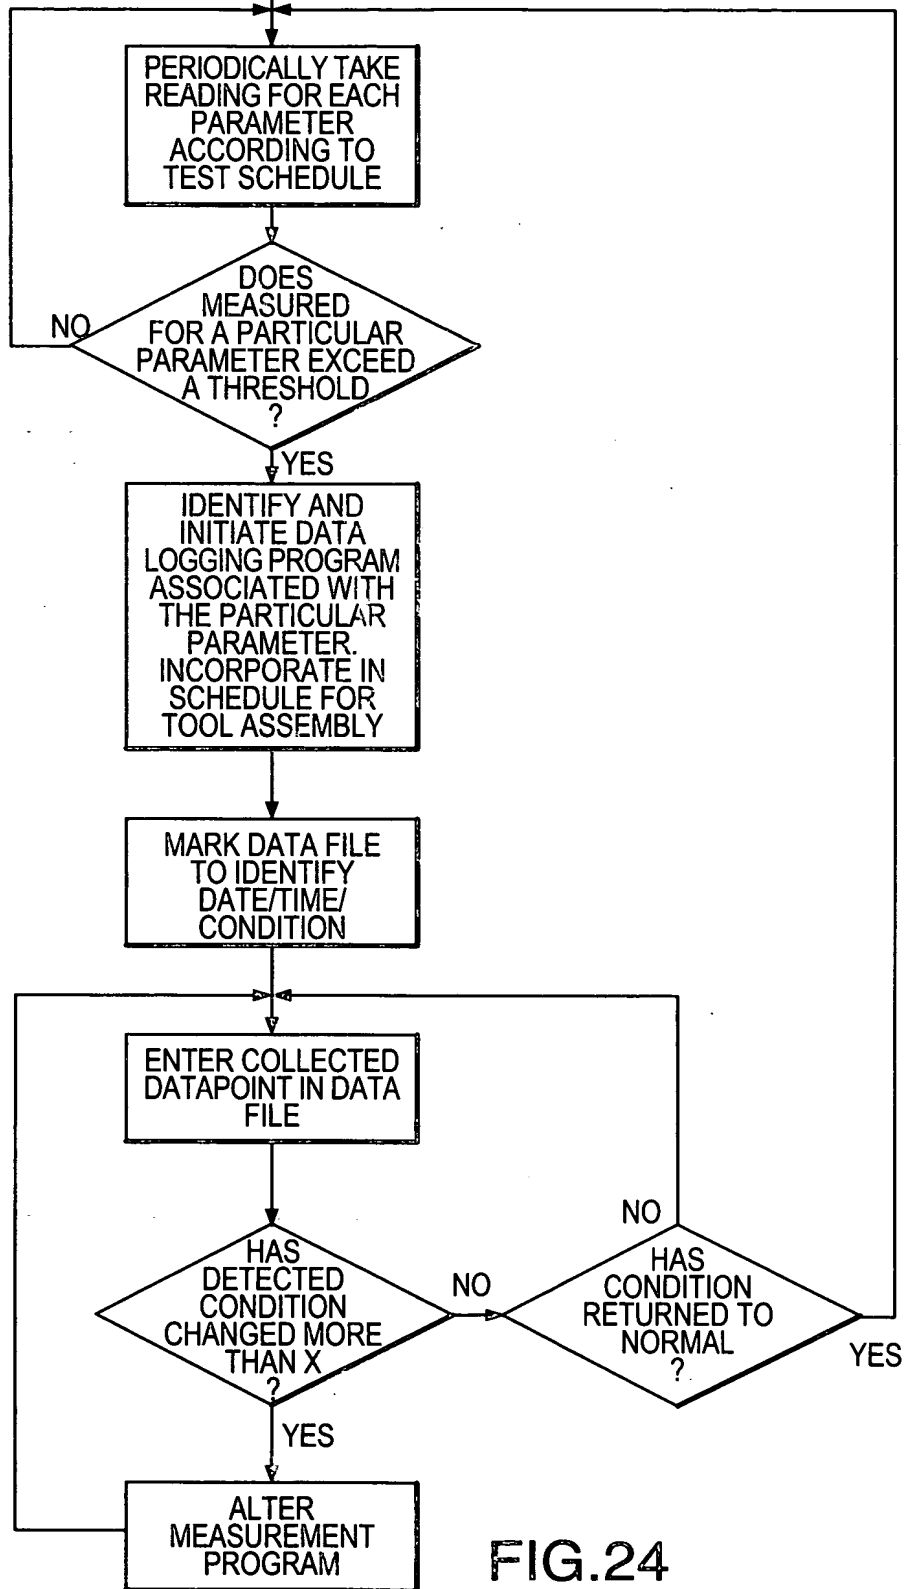 PERIODICALLY TAKE
READING FOR EACH
PARAMETER
ACCORDING TO
TEST SCHEDULE
DOES
MEASURED
FOR A PARTICULAR
PARAMETER EXCEED
A THRESHOLD
?
NO
YES
IDENTIFY AND
INITIATE DATA
LOGGING PROGRAM
ASSOCIATED WITH
THE PARTICULAR
PARAMETER.
INCORPORATE IN
SCHEDULE FOR
TOOL ASSEMBLY
MARK DATA FILE
TO IDENTIFY
DATE/TIME/
CONDITION
ENTER COLLECTED
DATAPOINT IN DATA
FILE
HAS
DETECTED
CONDITION
CHANGED MORE
THAN X
?
NO
YES
HAS
CONDITION
RETURNED TO
NORMAL
?
NO
YES
ALTER
MEASUREMENT
PROGRAM
FIG.24